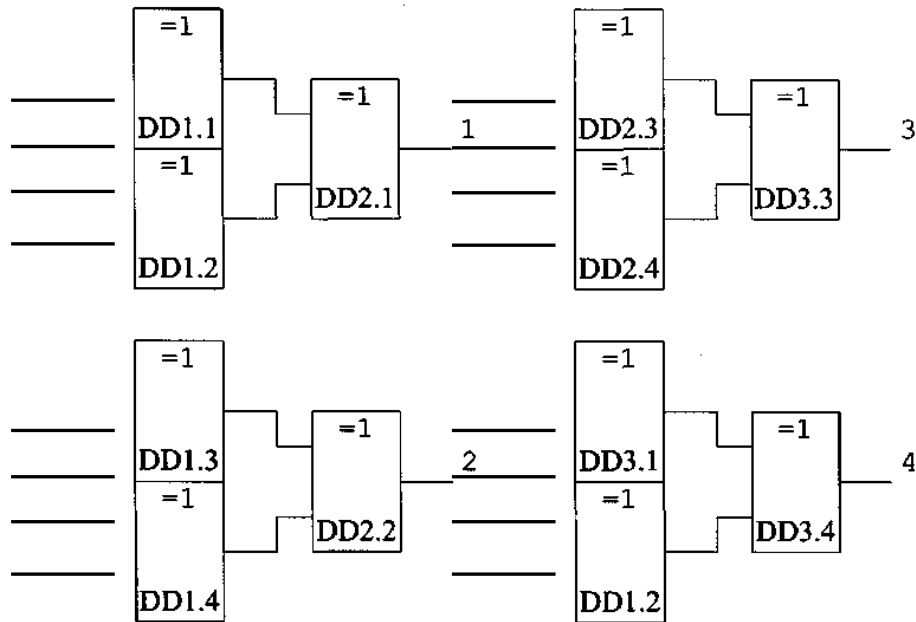 =1
DD1.1
=1
DD1.2
=1
DD2.1
1
=1
DD2.3
=1
DD2.4
=1
DD3.3
3
=1
DD1.3
=1
DD1.4
=1
DD2.2
2
=1
DD3.1
=1
DD1.2
=1
DD3.4
4